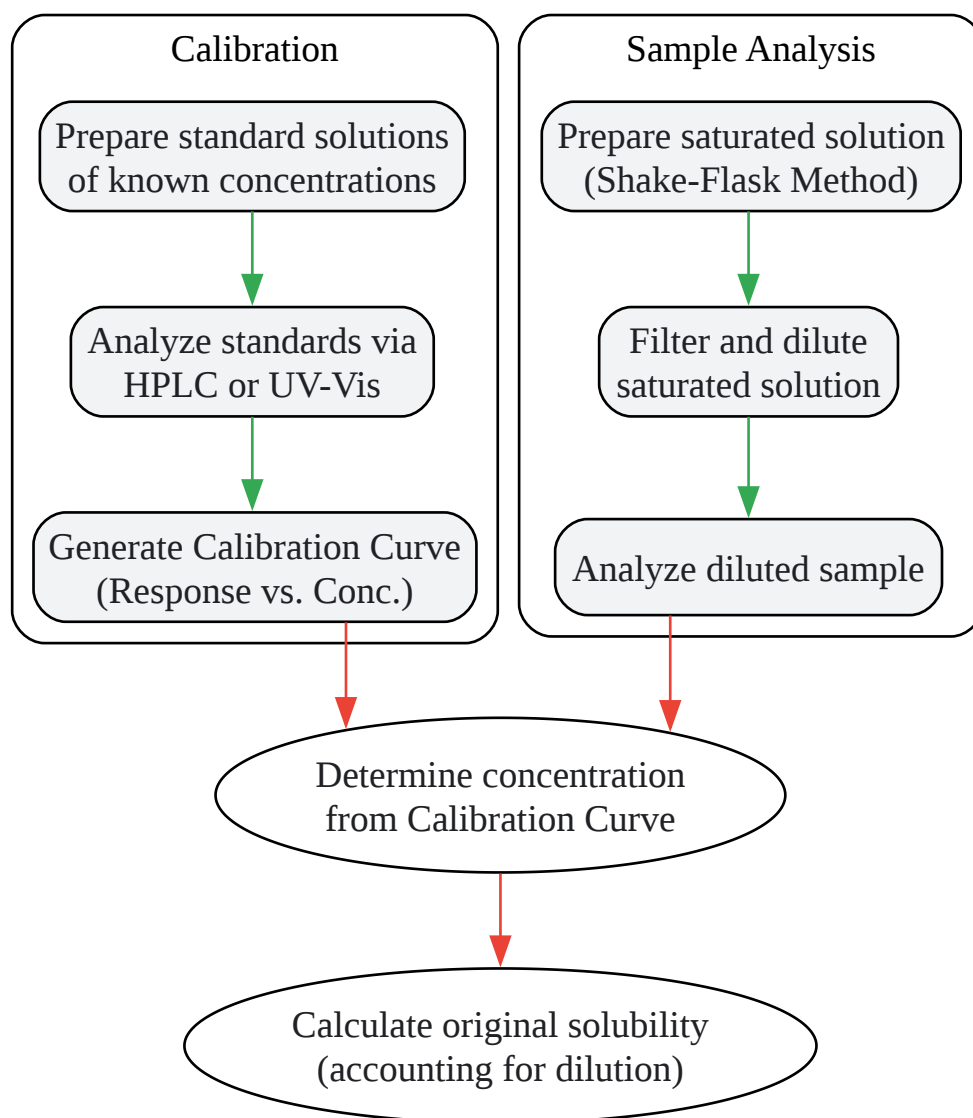 Calibration
Prepare standard solutions
of known concentrations
Analyze standards via
HPLC or UV-Vis
Generate Calibration Curve
(Response vs. Conc.)
Sample Analysis
Prepare saturated solution
(Shake-Flask Method)
Filter and dilute
saturated solution
Analyze diluted sample
Determine concentration
from Calibration Curve
Calculate original solubility
(accounting for dilution)